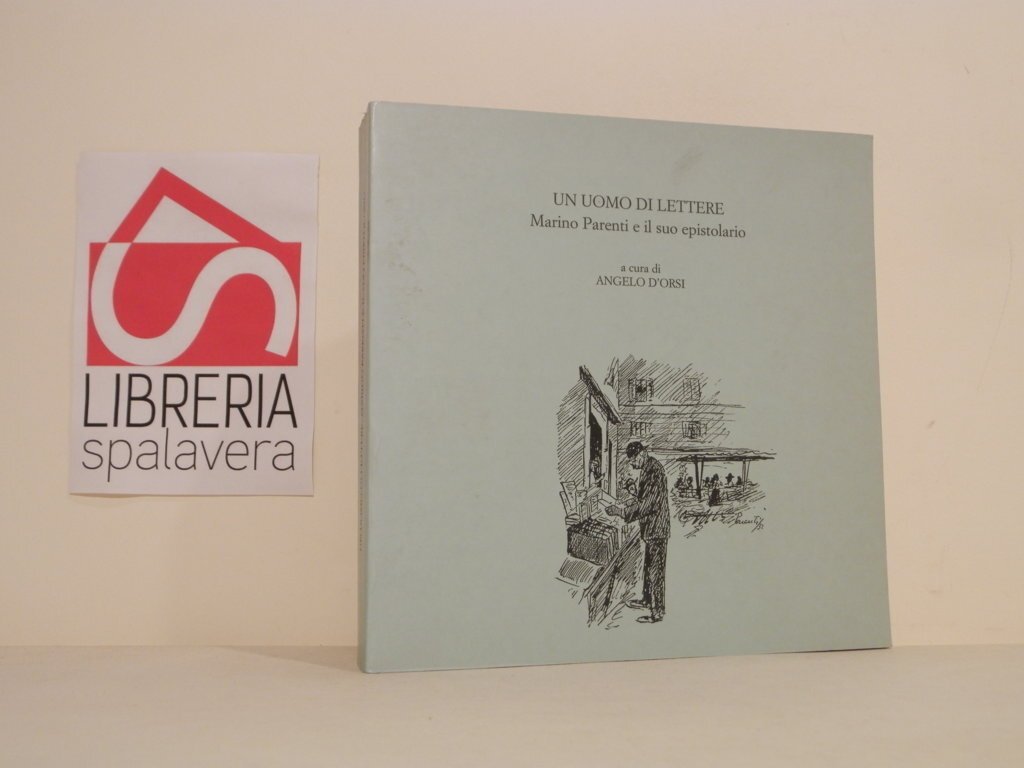 LIBRERIA
spalavera
UN UOMO DI LETTERE
Marino Parenti e il suo epistolario
a cura di
ANGELO D'ORSI